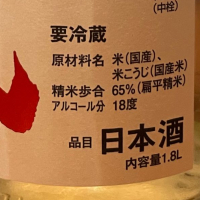 (中栓)
要冷蔵
原材料名 米(国産)、
米こうじ(国産米)
精米歩合 65%(扁平精米)
アルコール分 18度
品目 日本酒
内容量1.8L